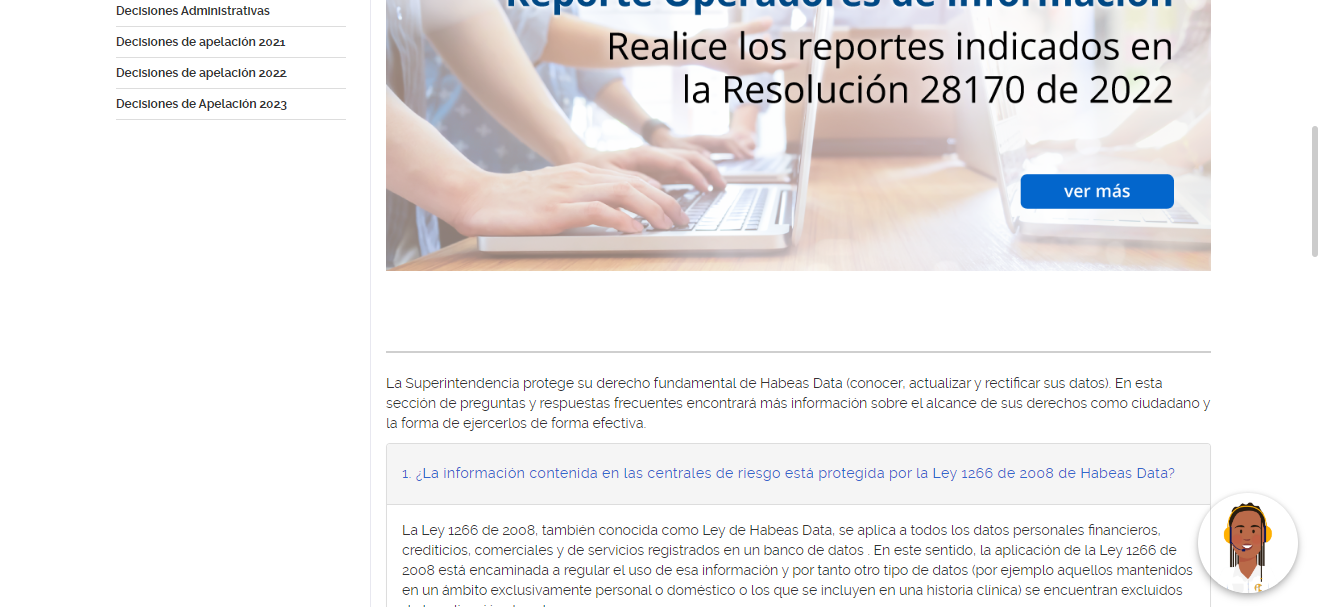 Decisiones Administrativas
Decisiones de apelación 2021
Decisiones de apelación 2022
Decisiones de Apelación 2023
Reporte Operadores de Información
Realice los reportes indicados en
la Resolución 28170 de 2022
ver más
La Superintendencia protege su derecho fundamental de Habeas Data (conocer, actualizar y rectificar sus datos). En esta
sección de preguntas y respuestas frecuentes encontrará más información sobre el alcance de sus derechos como ciudadano y
la forma de ejercerlos de forma efectiva.
1. ¿La información contenida en las centrales de riesgo está protegida por la Ley 1266 de 2008 de Habeas Data?
La Ley 1266 de 2008, también conocida como Ley de Habeas Data, se aplica a todos los datos personales financieros,
crediticios, comerciales y de servicios registrados en un banco de datos . En este sentido, la aplicación de la Ley 1266 de
2008 está encaminada a regular el uso de esa información y por tanto otro tipo de datos (por ejemplo aquellos mantenidos
en un ámbito exclusivamente personal o doméstico o los que se incluyen en una historia clínica) se encuentran excluidos